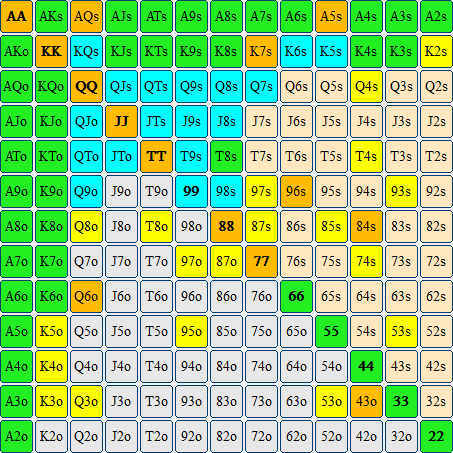 AA AKs AQs AJs ATs A9s A8s A7s A6s A5s A4s A3s A2s
AKo KK KQs KJs KTs K9s K8s K7s K6s K5s K4s K3s K2s
AQo KQo QQ QJs QTs Q9s Q8s Q7s Q6s Q5s Q4s Q3s Q2s
AJo KJo QJo JJ JTs J9s J8s J7s J6s J5s J4s J3s J2s
ATo KTo QTo JTo TT T9s T8s T7s T6s T5s T4s T3s T2s
A9o K9o Q9o J9o T9o 99 98s 97s 96s 95s 94s 93s 92s
A8o K8o Q8o J8o T8o 98o 88 87s 86s 85s 84s 83s 82s
A7o K7o Q7o J7o T7o 97o 87o 77 76s 75s 74s 73s 72s
A6o K6o Q6o J6o T6o 96o 86o 76o 66 65s 64s 63s 62s
A5o K5o Q5o J5o T5o 95o 85o 75o 65o 55 54s 53s 52s
A4o K4o Q4o J4o T4o 94o 84o 74o 64o 54o 44 43s 42s
A3o K3o Q3o J3o T3o 93o 83o 73o 63o 53o 43o 33 32s
A2o K2o Q2o J2o T2o 92o 82o 72o 62o 52o 42o 32o 22